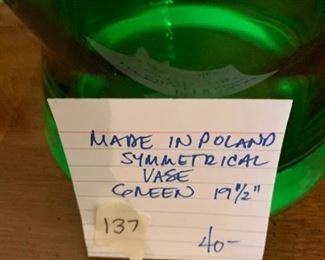 MADE IN POLAND
SYMMETRICAL
VASE
GREEN 19 1/2"
137
40-